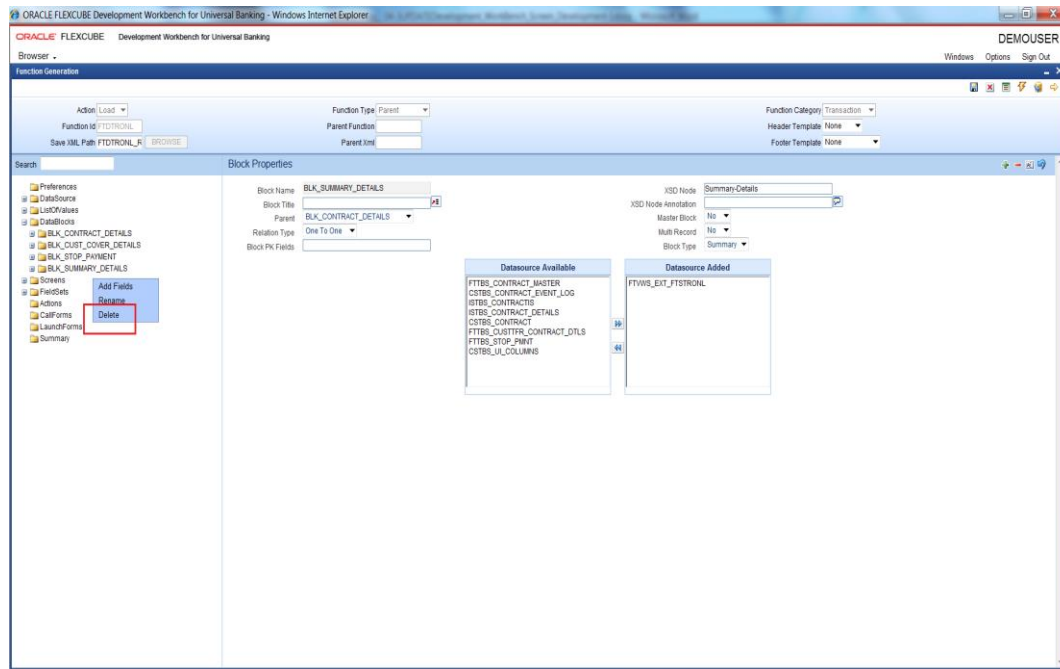 ORACLE FLEXCUBE Development Workbench for Universal Banking - Windows Internet Explorer
ORACLE FLEXCUBE Development Workbench for Universal Banking
DEMOUSER
Browser
Windows Options Sign Out
Function Generation
Action Load
Function Type Parent
Function Category Transaction
Function Id FTDTRONL
Parent Function
Header Template None
Save XML Path FTDTRONL_R BROWSE
Parent Xml
Footer Template None
Search
Block Properties
Preferences
DataSource
ListOfValues
DataBlocks
BLK_CONTRACT_DETAILS
BLK_CUST_COVER_DETAILS
BLK_STOP_PAYMENT
BLK_SUMMARY_DETAILS
Screens
FieldSets
Actions
CallForms
LaunchForms
Summary
Add Fields
Rename
Delete
Block Name BLK_SUMMARY_DETAILS
Block Title
Parent BLK_CONTRACT_DETAILS
Relation Type One To One
Block PK Fields
XSD Node Summary-Details
XSD Node Annotation
Master Block No
Multi Record No
Block Type Summary
Datasource Available
FTTBS_CONTRACT_MASTER
CSTBS_CONTRACT_EVENT_LOG
ISTBS_CONTRACTIS
ISTBS_CONTRACT_DETAILS
CSTBS_CONTRACT
FTTBS_CUSTTFR_CONTRACT_DTLS
FTTBS_STOP_PMNT
CSTBS_UI_COLUMNS
Datasource Added
FTVWS_EXT_FTSTRONL